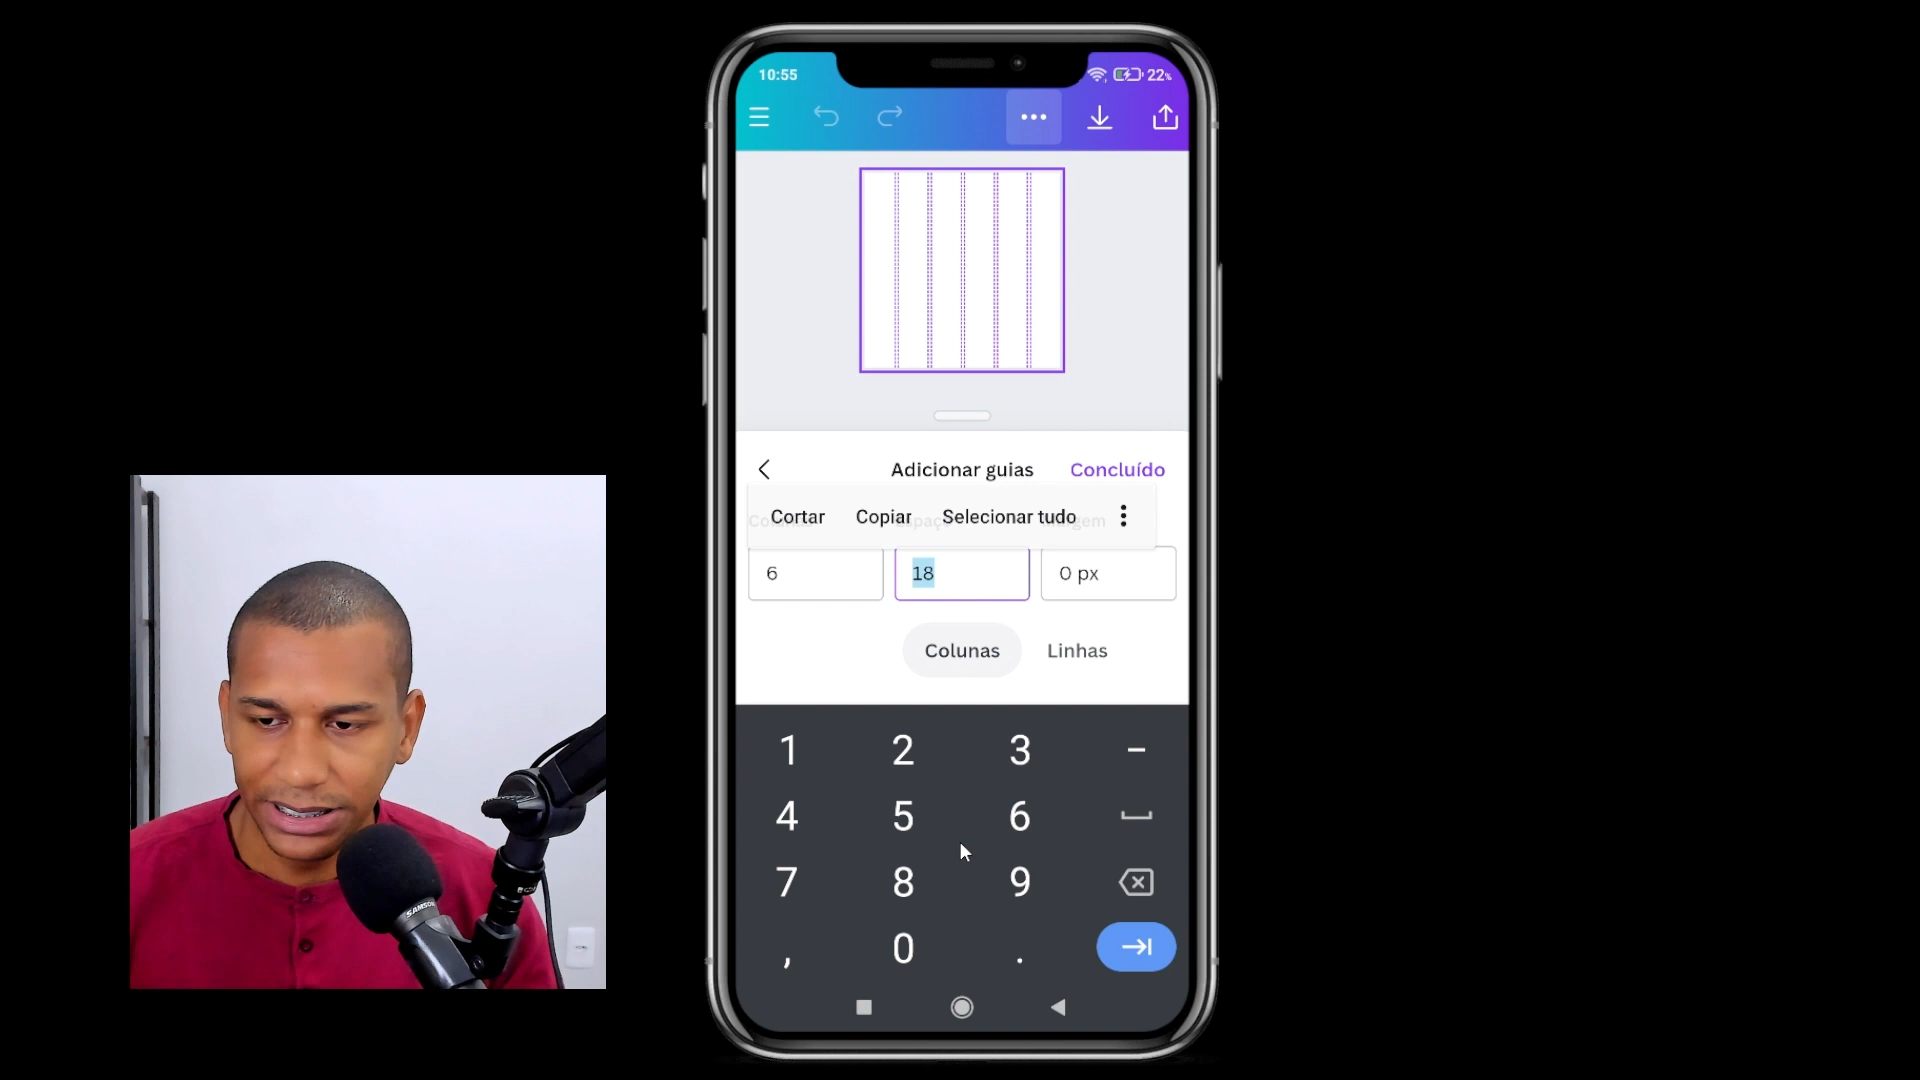 10:55
22%
Adicionar guias
Concluído
Cortar
Copiar
Selecionar tudo
6
18
0 px
Colunas
Linhas
1 2 3 -
4 5 6
7 8 9
, 0 .
SAMSON